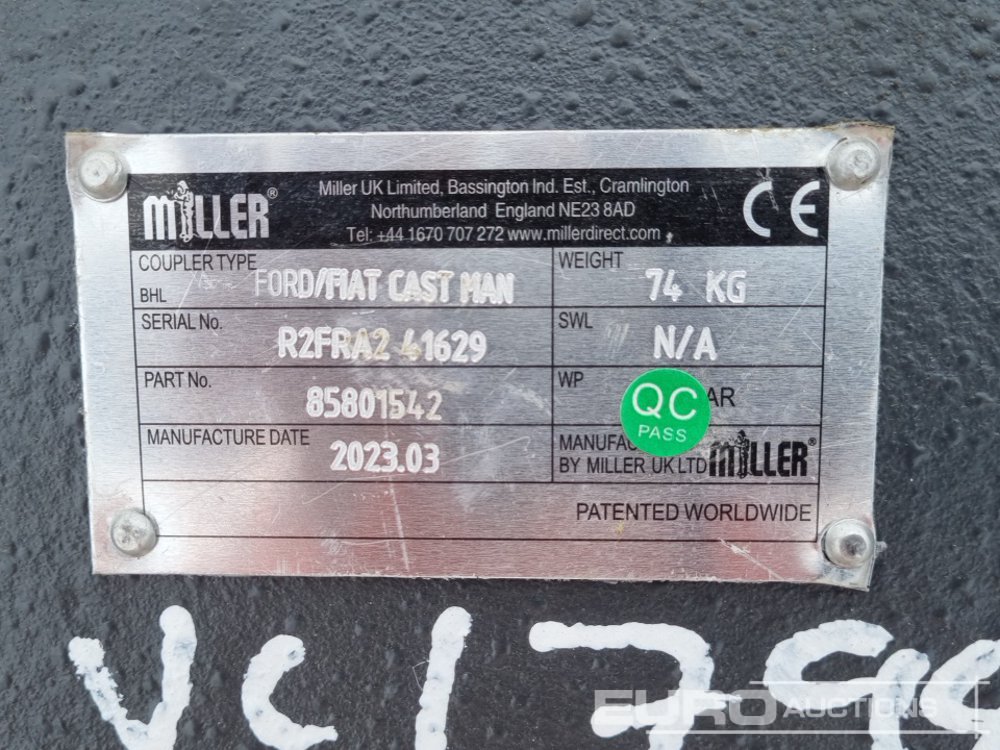 MILLER®
Miller UK Limited, Bassington Ind. Est., Cramlington
Northumberland England NE23 8AD
Tel: +44 1670 707 272 www.millerdirect.com
CE
COUPLER TYPE
BHL FORD/FIAT CAST MAN
WEIGHT 74 KG
SERIAL No. R2FRA2 41629
SWL N/A
PART No. 85801542
WP AR
QC
PASS
MANUFACTURE DATE 2023.03
BY MILLER UK LTD MILLER®
PATENTED WORLDWIDE
EURO AUCTIONS